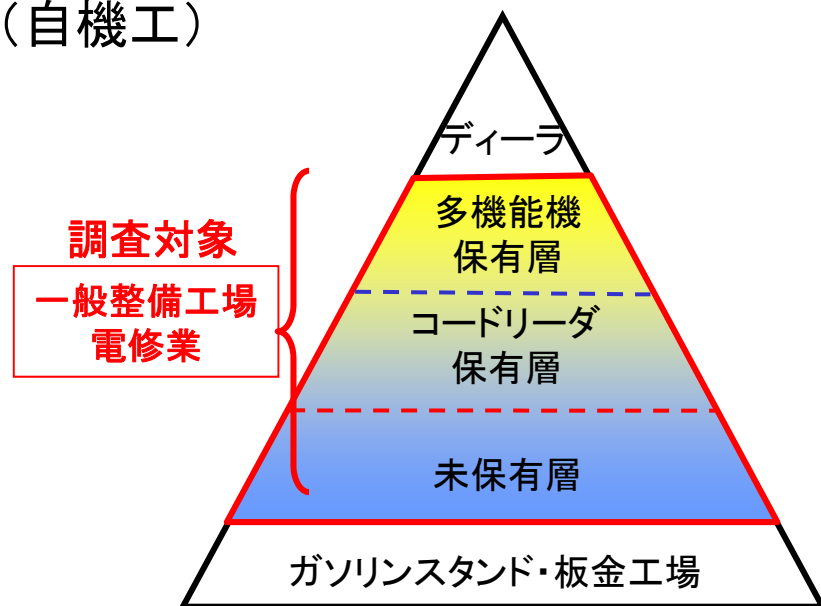 （自機工）
ディーラ
多機能機
保有層
調査対象
一般整備工場
電修業
コードリーダ
保有層
未保有層
ガソリンスタンド・板金工場